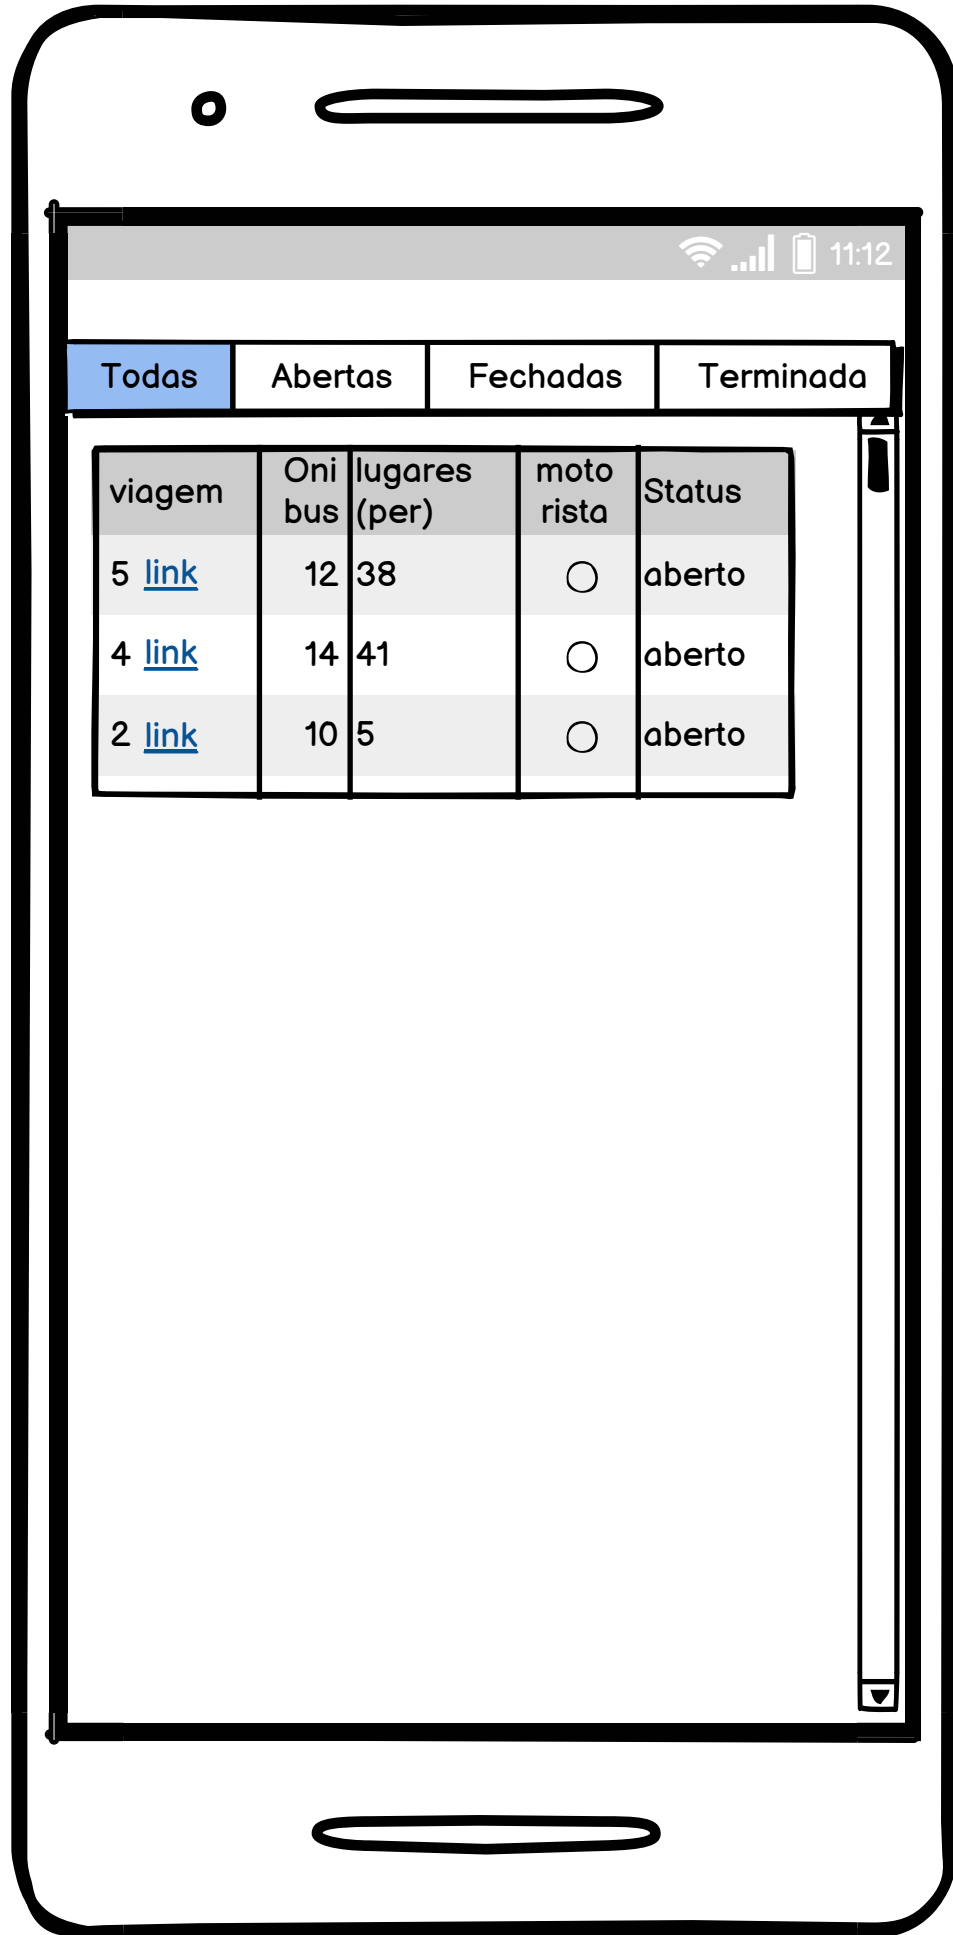 11:12
Todas Abertas Fechadas Terminada
viagem Oni bus lugares (per) moto rista Status
5 link 12 38 aberto
4 link 14 41 aberto
2 link 10 5 aberto